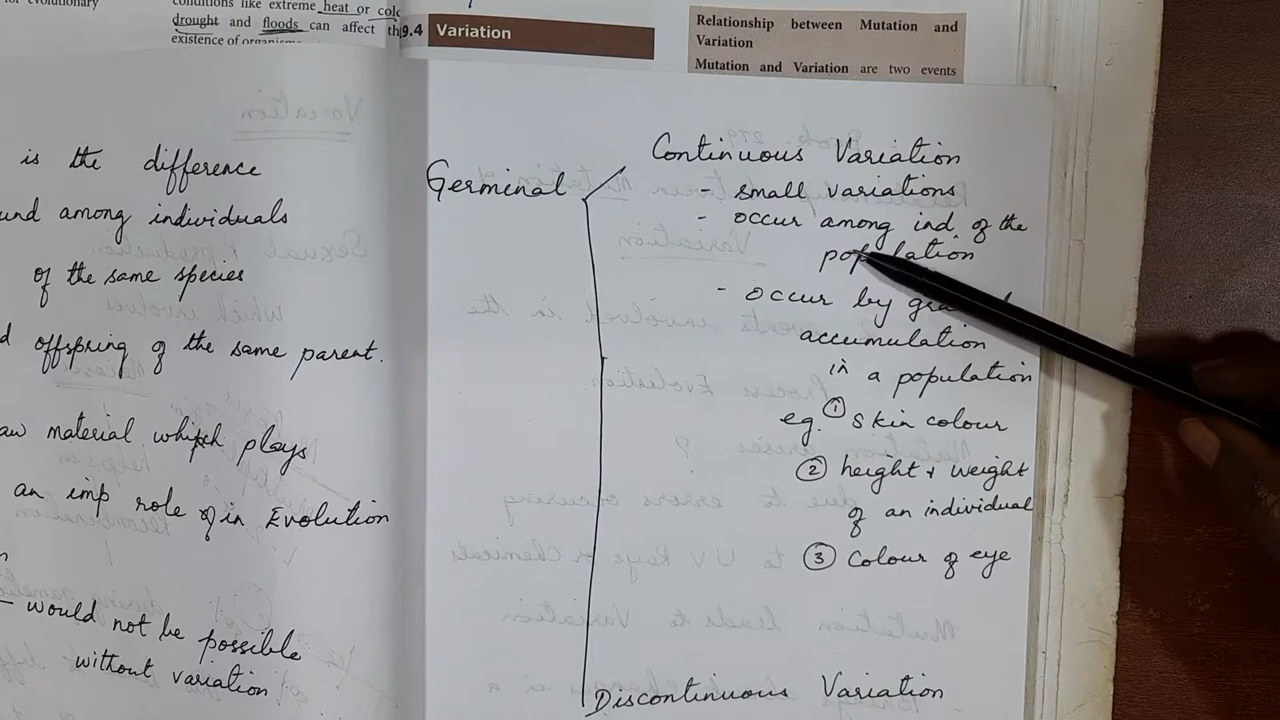 conditions like extreme heat or cold
drought and floods can affect th
existence of organisms
9.4 Variation
Relationship between Mutation and
Variation
Mutation and Variation are two events
is the difference
und among individuals
of the same species
d offspring of the same parent.
aw material which plays
an imp role of in Evolution
would not be possible
without variation
Germinal
Continuous Variation
- small variations
- occur among ind. of the
population
- occur by
accumulation
in a population
eg. ① skin colour
② height + weight
of an individual
③ Colour of eye
Discontinuous Variation